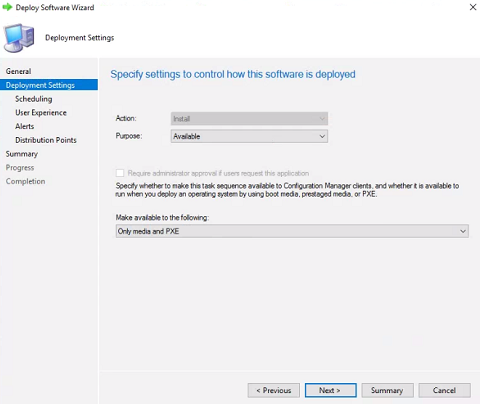 Deploy Software Wizard
Deployment Settings
General
Deployment Settings
Scheduling
User Experience
Alerts
Distribution Points
Summary
Progress
Completion
Specify settings to control how this software is deployed
Action: Install
Purpose: Available
Require administrator approval if users request this application
Specify whether to make this task sequence available to Configuration Manager clients, and whether it is available to
run when you deploy an operating system by using boot media, prestaged media, or PXE.
Make available to the following:
Only media and PXE
< Previous Next > Summary Cancel